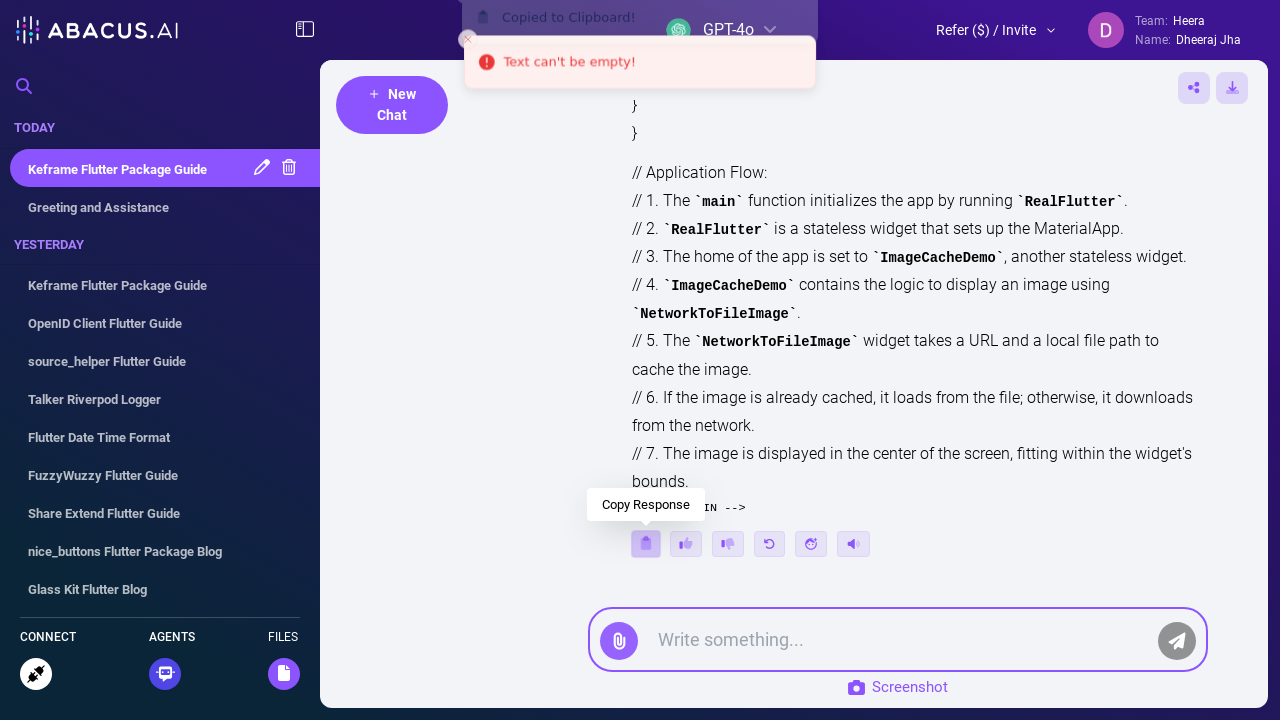 ABACUS.AI
Copied to Clipboard!
GPT-4o
Text can't be empty!
Refer ($) / Invite
D
Team: Heera
Name: Dheeraj Jha
+ New
Chat
TODAY
Keframe Flutter Package Guide
Greeting and Assistance
YESTERDAY
Keframe Flutter Package Guide
OpenID Client Flutter Guide
source_helper Flutter Guide
Talker Riverpod Logger
Flutter Date Time Format
FuzzyWuzzy Flutter Guide
Share Extend Flutter Guide
nice_buttons Flutter Package Blog
Glass Kit Flutter Blog
CONNECT
AGENTS
FILES
}
}
// Application Flow:
// 1. The `main` function initializes the app by running `RealFlutter`.
// 2. `RealFlutter` is a stateless widget that sets up the MaterialApp.
// 3. The home of the app is set to `ImageCacheDemo`, another stateless widget.
// 4. `ImageCacheDemo` contains the logic to display an image using
`NetworkToFileImage`.
// 5. The `NetworkToFileImage` widget takes a URL and a local file path to
cache the image.
// 6. If the image is already cached, it loads from the file; otherwise, it downloads
from the network.
// 7. The image is displayed in the center of the screen, fitting within the widget's
bounds.
IN -->
Copy Response
Write something...
Screenshot